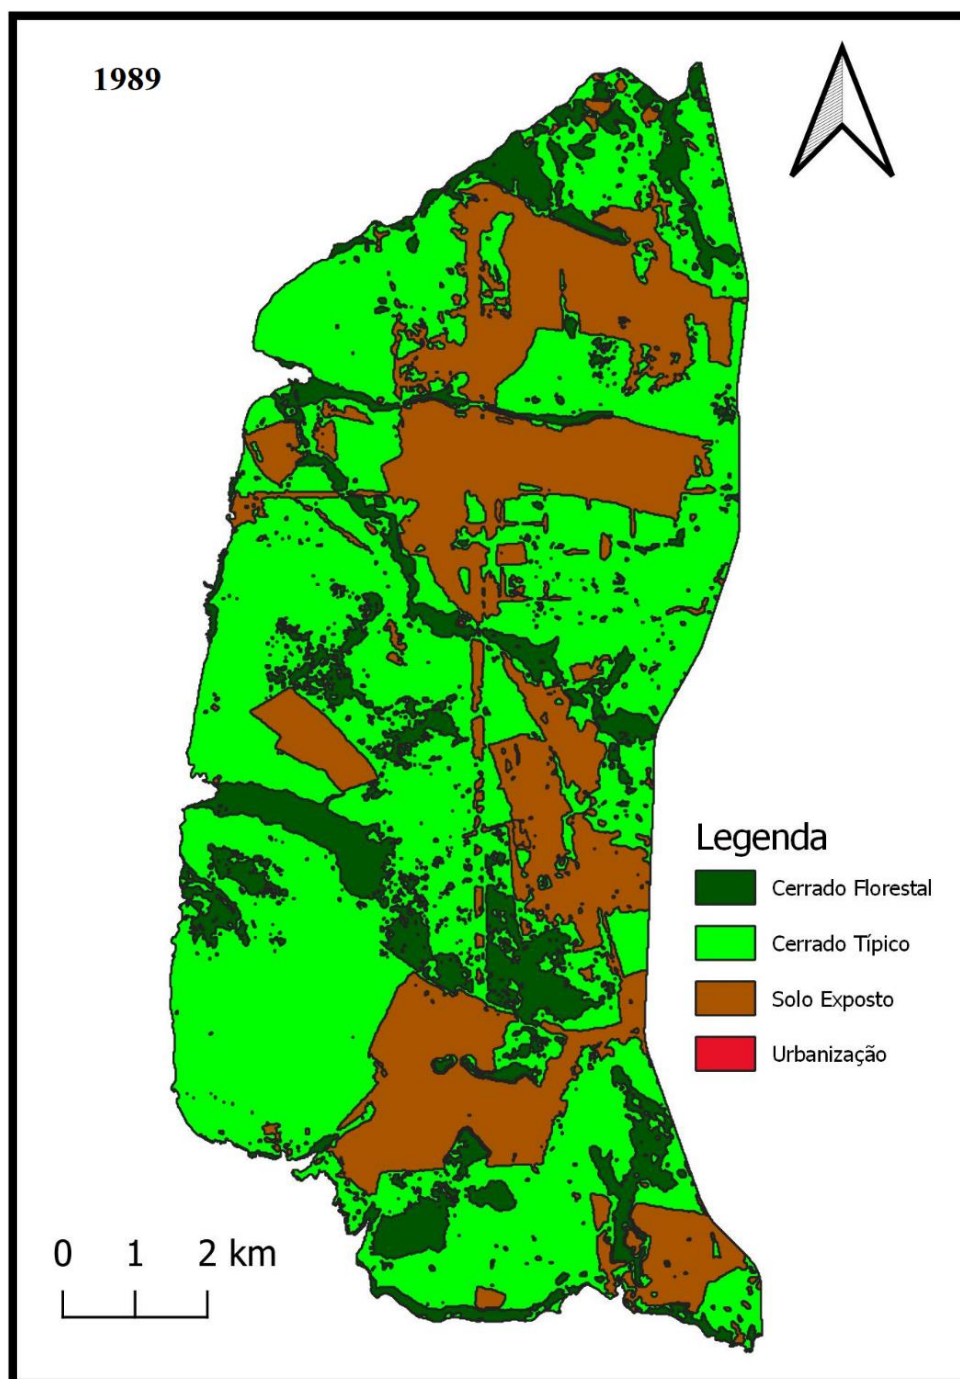 1989
Legenda
Cerrado Florestal
Cerrado Típico
Solo Exposto
Urbanização
0 1 2 km